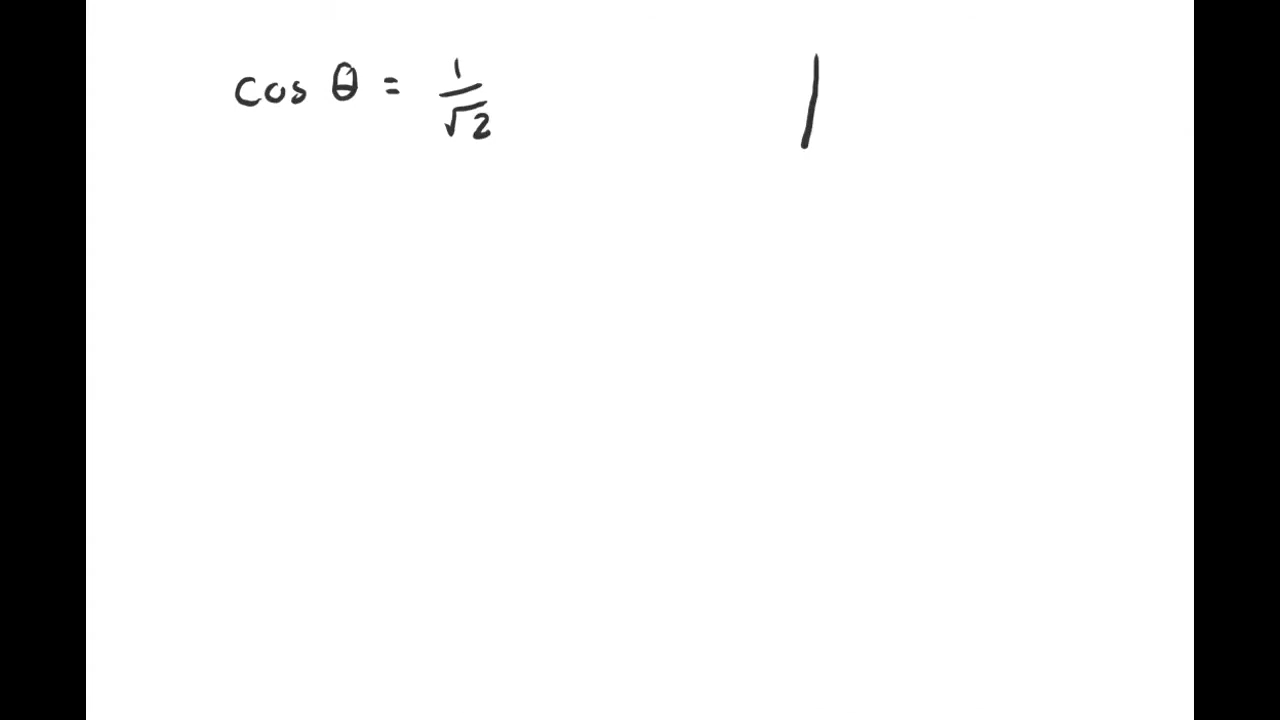 cos θ = 1/√2